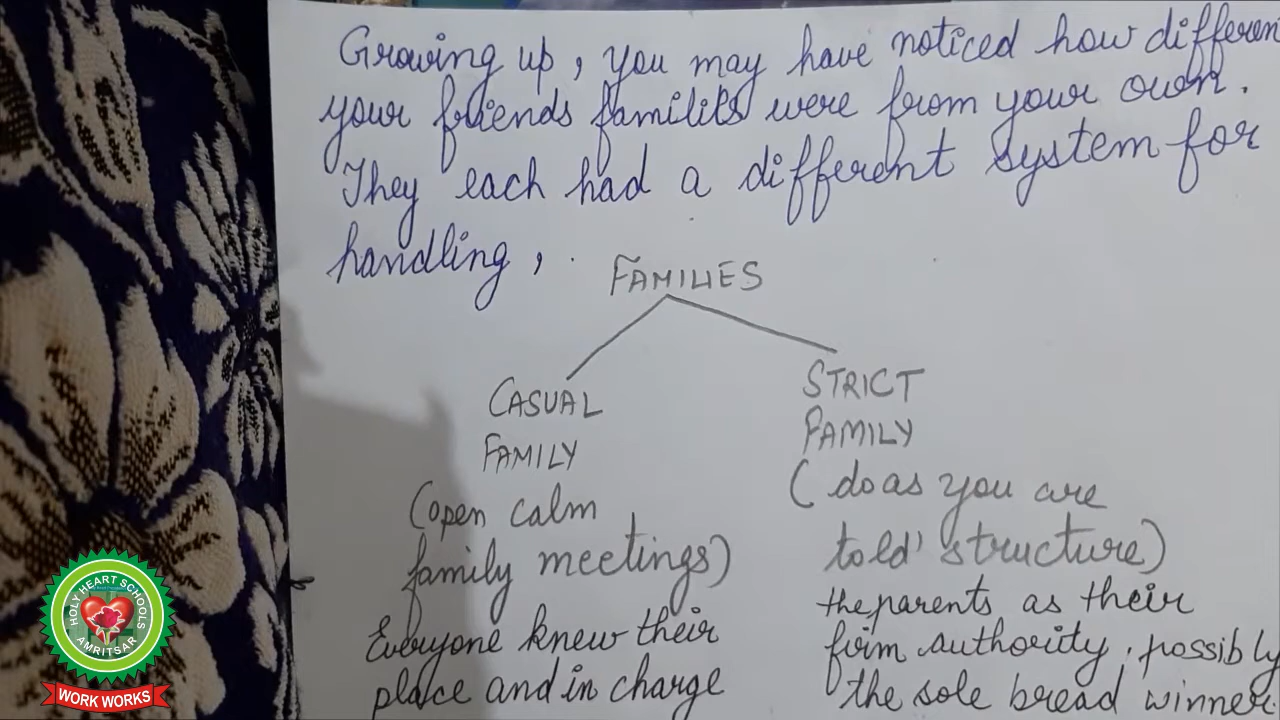 Growing up, you may have noticed how differen
your friends families were from your own.
They each had a different system for
handling, .
FAMILIES
CASUAL
FAMILY
(open calm
family meetings)
Everyone knew their
place and in charge
STRICT
FAMILY
( do as you are
told' structure)
the parents as their
firm authority, possibly
the sole bread winner.
HOLY HEART SCHOOLS
AMRITSAR
WORK WORKS